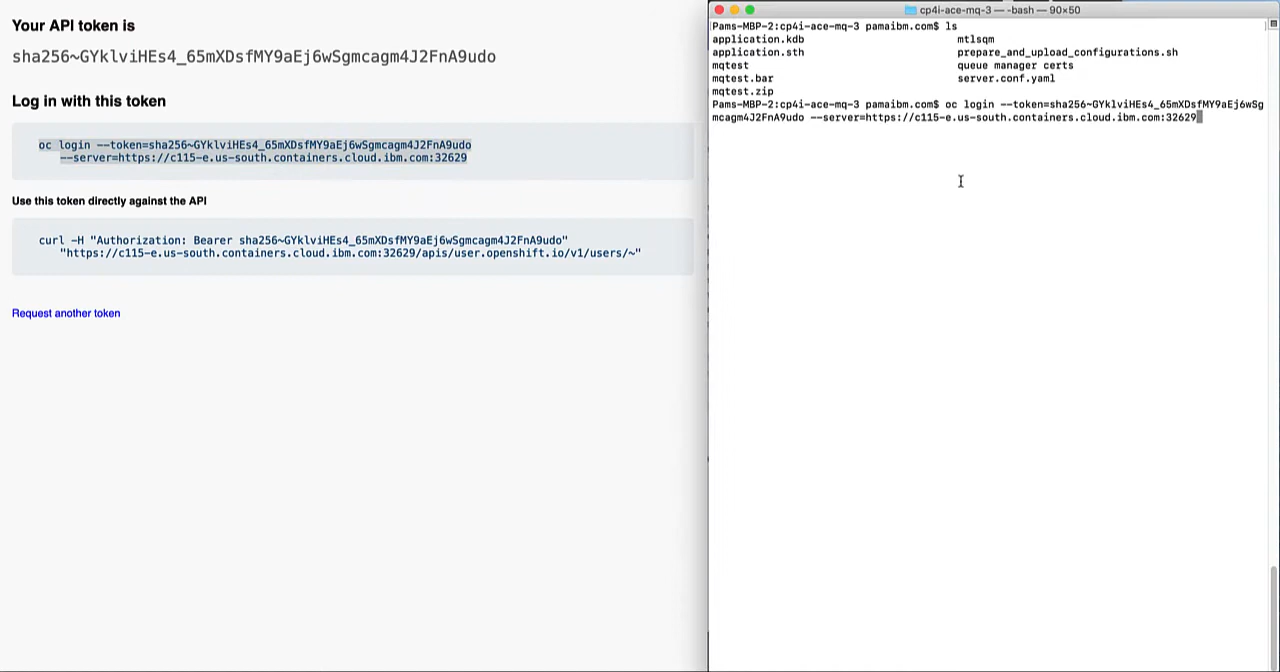 Your API token is
sha256~GYklviHEs4_65mXDsfMY9aEj6wSgmcagm4J2FnA9udo
Log in with this token
oc login --token=sha256~GYklviHEs4_65mXDsfMY9aEj6wSgmcagm4J2FnA9udo
--server=https://c115-e.us-south.containers.cloud.ibm.com:32629
Use this token directly against the API
curl -H "Authorization: Bearer sha256~GYklviHEs4_65mXDsfMY9aEj6wSgmcagm4J2FnA9udo"
"https://c115-e.us-south.containers.cloud.ibm.com:32629/apis/user.openshift.io/v1/users/~"
Request another token
cp4i-ace-mq-3 — -bash — 90×50
Pams-MBP-2:cp4i-ace-mq-3 pamaibm.com$ ls
application.kdb mtlsqm
application.sth prepare_and_upload_configurations.sh
mqtest queue manager certs
mqtest.bar server.conf.yaml
mqtest.zip
Pams-MBP-2:cp4i-ace-mq-3 pamaibm.com$ oc login --token=sha256~GYklviHEs4_65mXDsfMY9aEj6wSg
mcagm4J2FnA9udo --server=https://c115-e.us-south.containers.cloud.ibm.com:32629